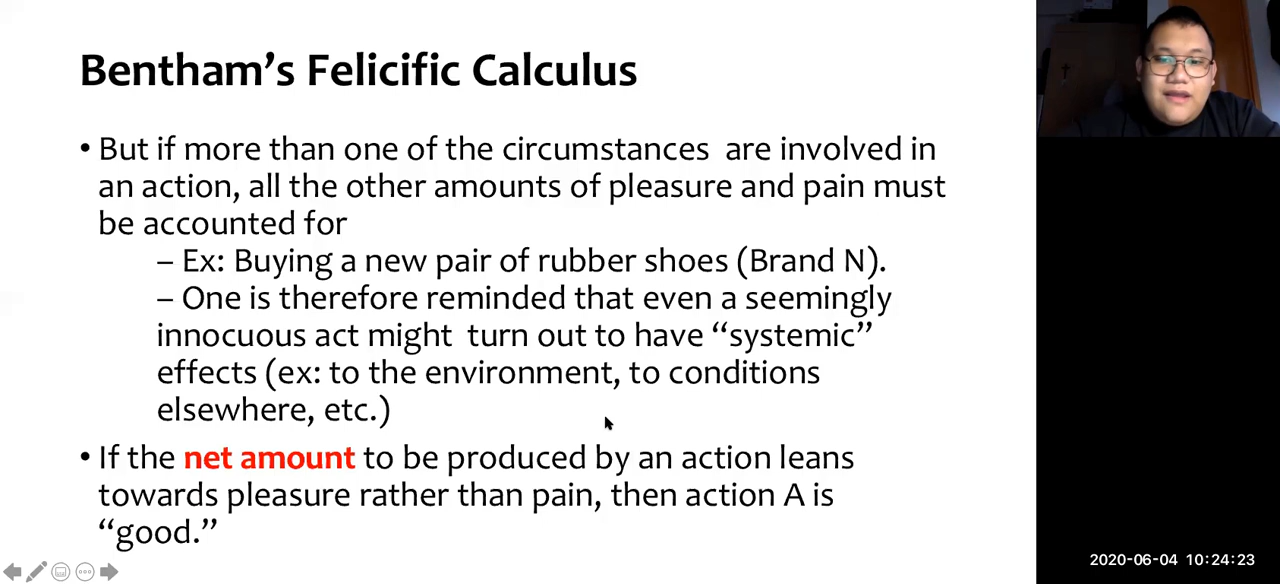 Bentham’s Felicific Calculus
• But if more than one of the circumstances are involved in
an action, all the other amounts of pleasure and pain must
be accounted for
– Ex: Buying a new pair of rubber shoes (Brand N).
– One is therefore reminded that even a seemingly
innocuous act might turn out to have “systemic”
effects (ex: to the environment, to conditions
elsewhere, etc.)
• If the net amount to be produced by an action leans
towards pleasure rather than pain, then action A is
“good.”
2020-06-04 10:24:23